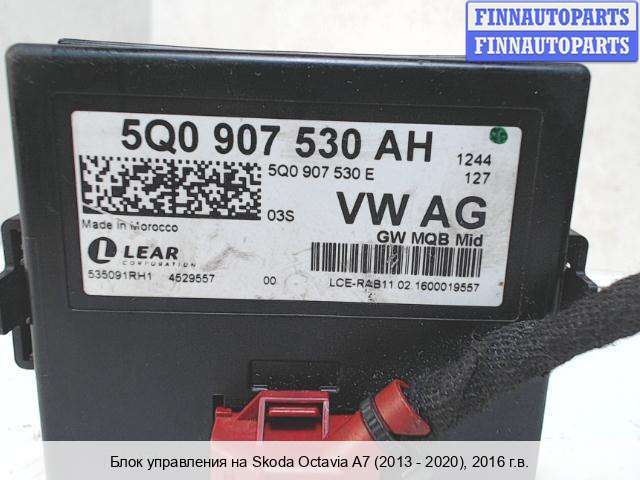 FINNAUTOPARTS
FINNAUTOPARTS
5Q0 907 530 AH 1244
5Q0 907 530 E 127
03S VW AG
Made in Morocco GW MQB Mid
LEAR
CORPORATION
535091RH1 4529557 00 LCE-RAB11.02.1600019557
Блок управления на Skoda Octavia A7 (2013 - 2020), 2016 г.в.